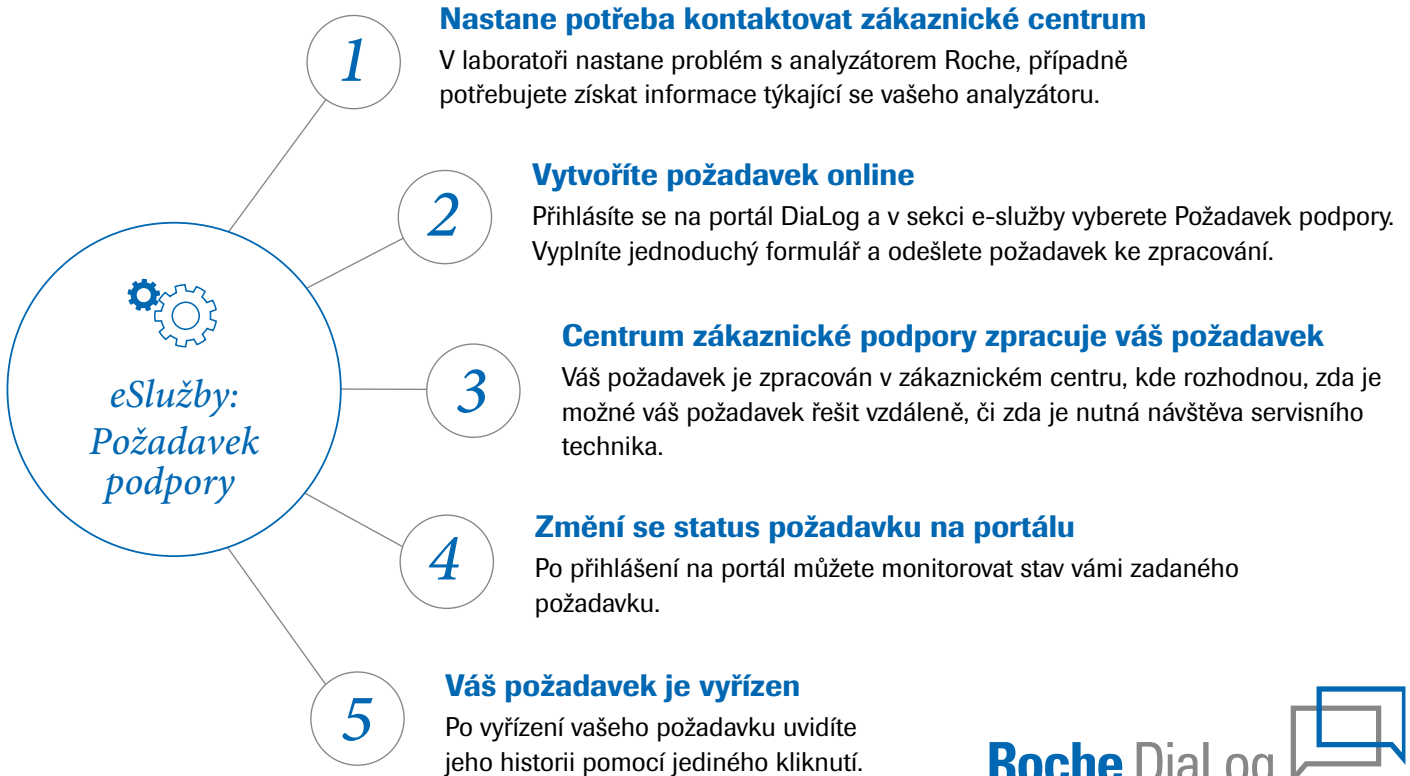 1
Nastane potřeba kontaktovat zákaznické centrum
V laboratoři nastane problém s analyzátorem Roche, případně
potřebujete získat informace týkající se vašeho analyzátoru.
2
Vytvoříte požadavek online
Přihlásíte se na portál DiaLog a v sekci e-služby vyberete Požadavek podpory.
Vyplníte jednoduchý formulář a odešlete požadavek ke zpracování.
eSlužby:
Požadavek
podpory
3
Centrum zákaznické podpory zpracuje váš požadavek
Váš požadavek je zpracován v zákaznickém centru, kde rozhodnou, zda je
možné váš požadavek řešit vzdáleně, či zda je nutná návštěva servisního
technika.
4
Změní se status požadavku na portálu
Po přihlášení na portál můžete monitorovat stav vámi zadaného
požadavku.
5
Váš požadavek je vyřízen
Po vyřízení vašeho požadavku uvidíte
jeho historii pomocí jediného kliknutí.
Roche DiaLog